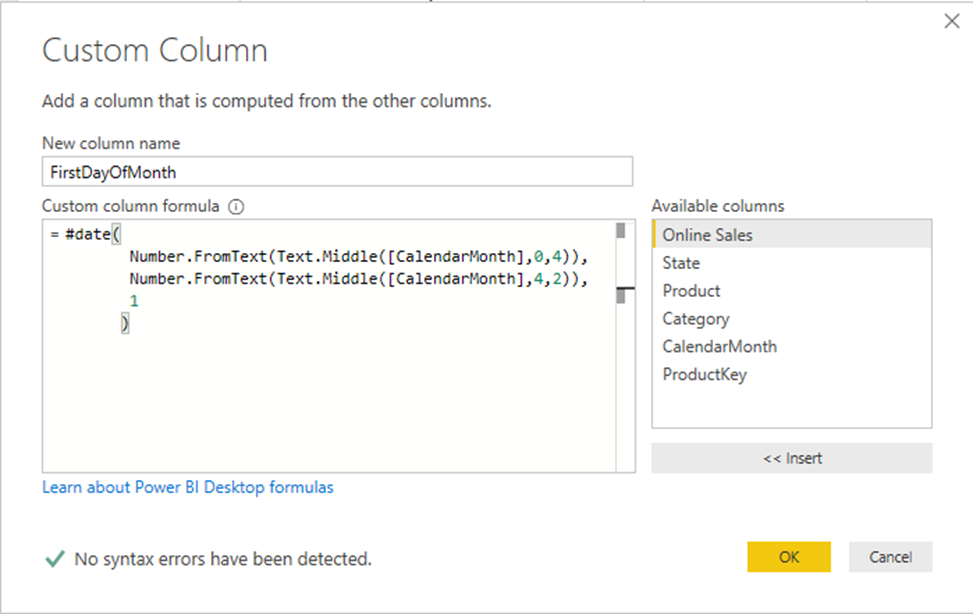 Custom Column
Add a column that is computed from the other columns.
New column name
FirstDayOfMonth
Custom column formula
= #date(
Number.FromText(Text.Middle([CalendarMonth],0,4)),
Number.FromText(Text.Middle([CalendarMonth],4,2)),
1
)
Available columns
Online Sales
State
Product
Category
CalendarMonth
ProductKey
<< Insert
Learn about Power BI Desktop formulas
No syntax errors have been detected.
OK
Cancel